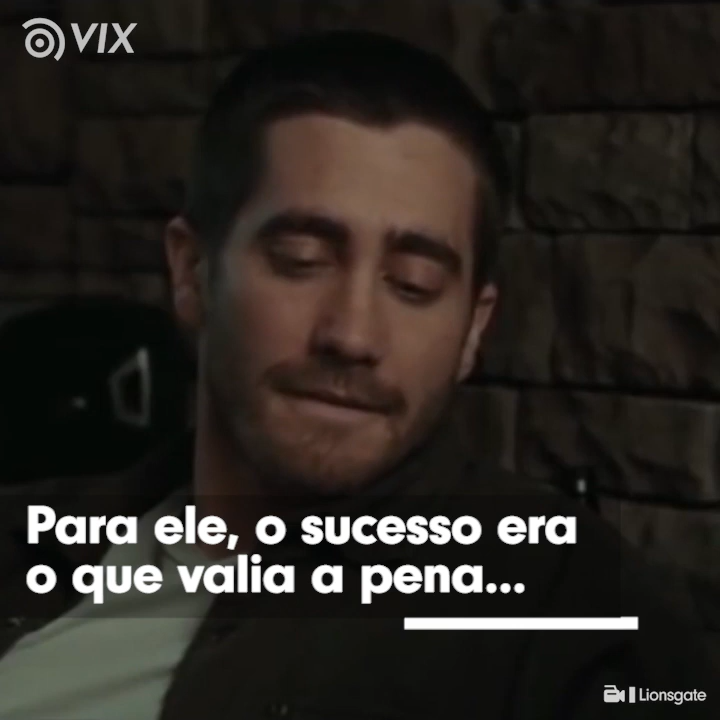 VIX
Para ele, o sucesso era
o que valia a pena...
Lionsgate